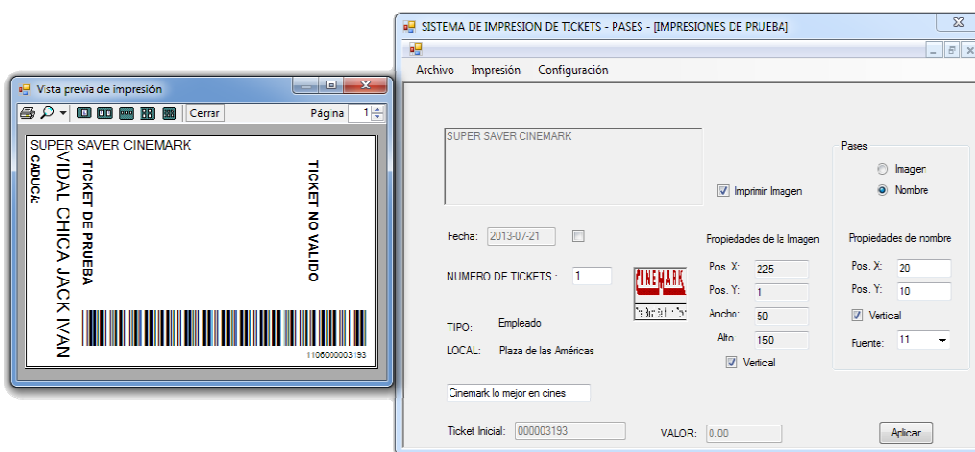 SISTEMA DE IMPRESION DE TICKETS - PASES - [IMPRESIONES DE PRUEBA]
Archivo Impresión Configuración
Vista previa de impresión
Cerrar Página 1
SUPER SAVER CINEMARK
CADUCA:
VIDAL CHICA JACK IVAN
TICKET DE PRUEBA
TICKET NO VALIDO
1106000003193
SUPER SAVER CINEMARK
Imprimir Imagen
Pases
Imagen
Nombre
Fecha: 2013-07-21
NUMERO DE TICKETS : 1
CINEMARK
Propiedades de la Imagen
Pos. X: 225
Pos. Y: 1
Ancho: 50
Alto 150
Vertical
Propiedades de nombre
Pos. X: 20
Pos. Y: 10
Vertical
Fuente: 11
TIPO: Empleado
LOCAL: Plaza de las Américas
Cinemark lo mejor en cines
Ticket Inicial: 000003193
VALOR: 0.00
Aplicar